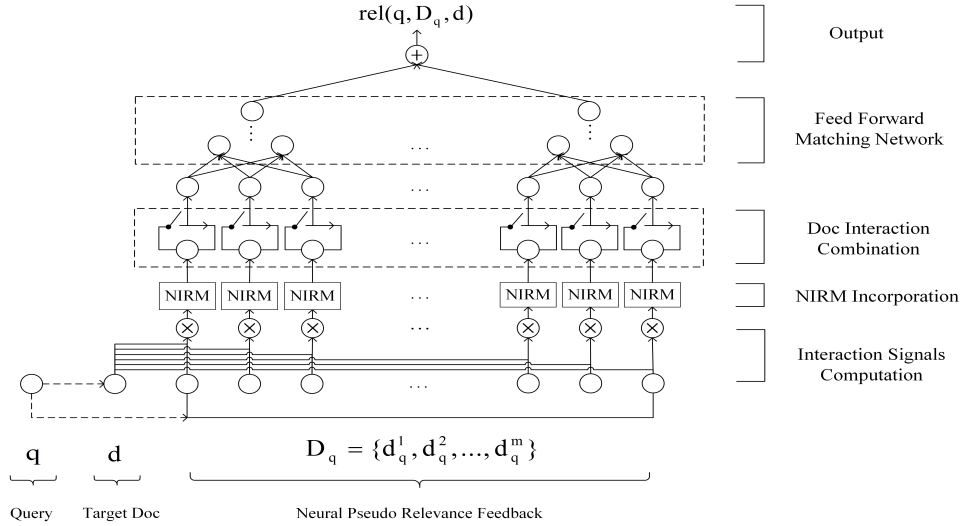 rel(q, D_q, d)
Output
Feed Forward
Matching Network
. . .
. . .
Doc Interaction
Combination
. . .
NIRM NIRM NIRM . . . NIRM NIRM NIRM
NIRM Incorporation
. . .
Interaction Signals
Computation
. . .
q d D_q = {d_q^1, d_q^2, ..., d_q^m}
Query Target Doc Neural Pseudo Relevance Feedback